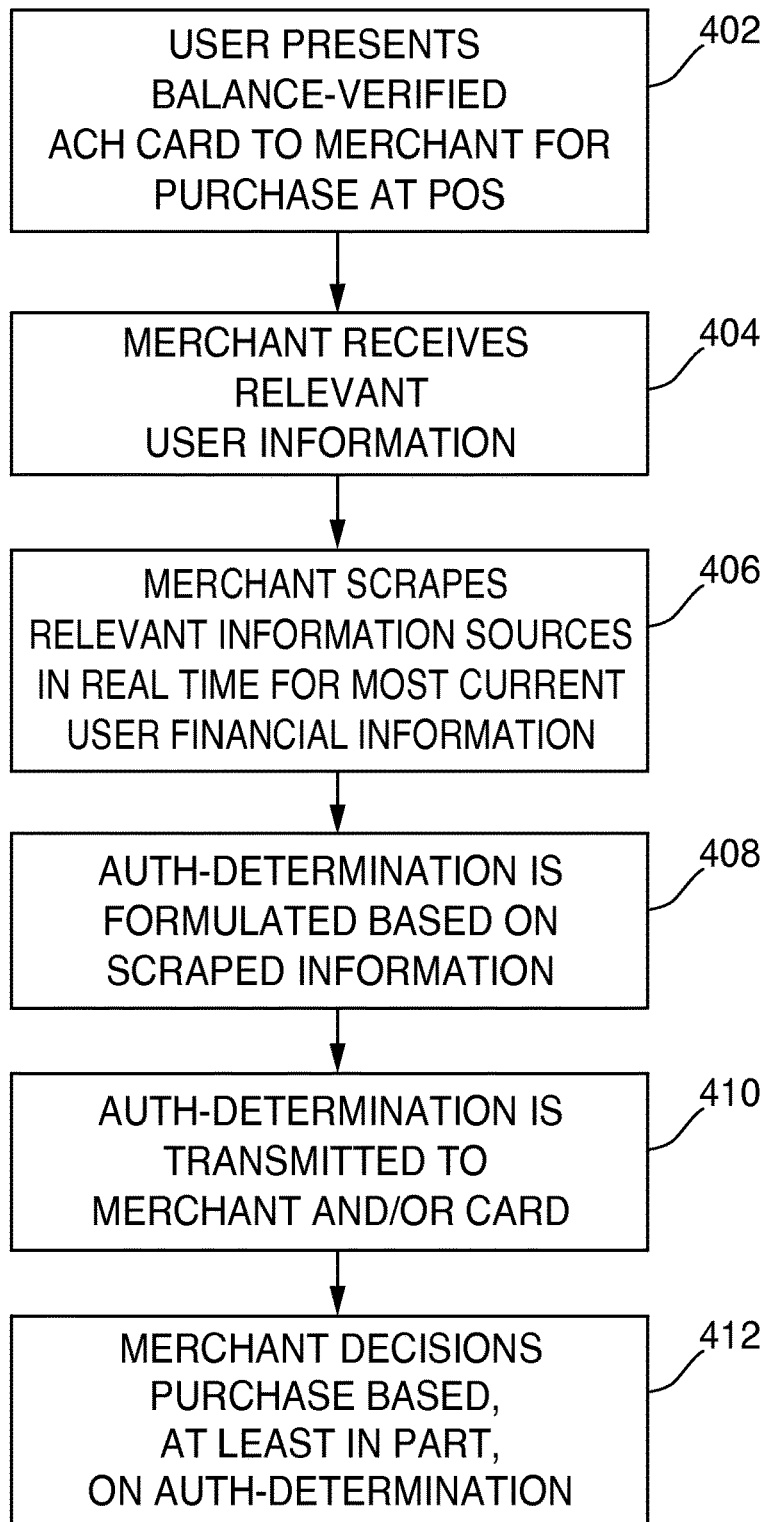 USER PRESENTS
BALANCE-VERIFIED
ACH CARD TO MERCHANT FOR
PURCHASE AT POS
402
MERCHANT RECEIVES
RELEVANT
USER INFORMATION
404
MERCHANT SCRAPES
RELEVANT INFORMATION SOURCES
IN REAL TIME FOR MOST CURRENT
USER FINANCIAL INFORMATION
406
AUTH-DETERMINATION IS
FORMULATED BASED ON
SCRAPED INFORMATION
408
AUTH-DETERMINATION IS
TRANSMITTED TO
MERCHANT AND/OR CARD
410
MERCHANT DECISIONS
PURCHASE BASED,
AT LEAST IN PART,
ON AUTH-DETERMINATION
412